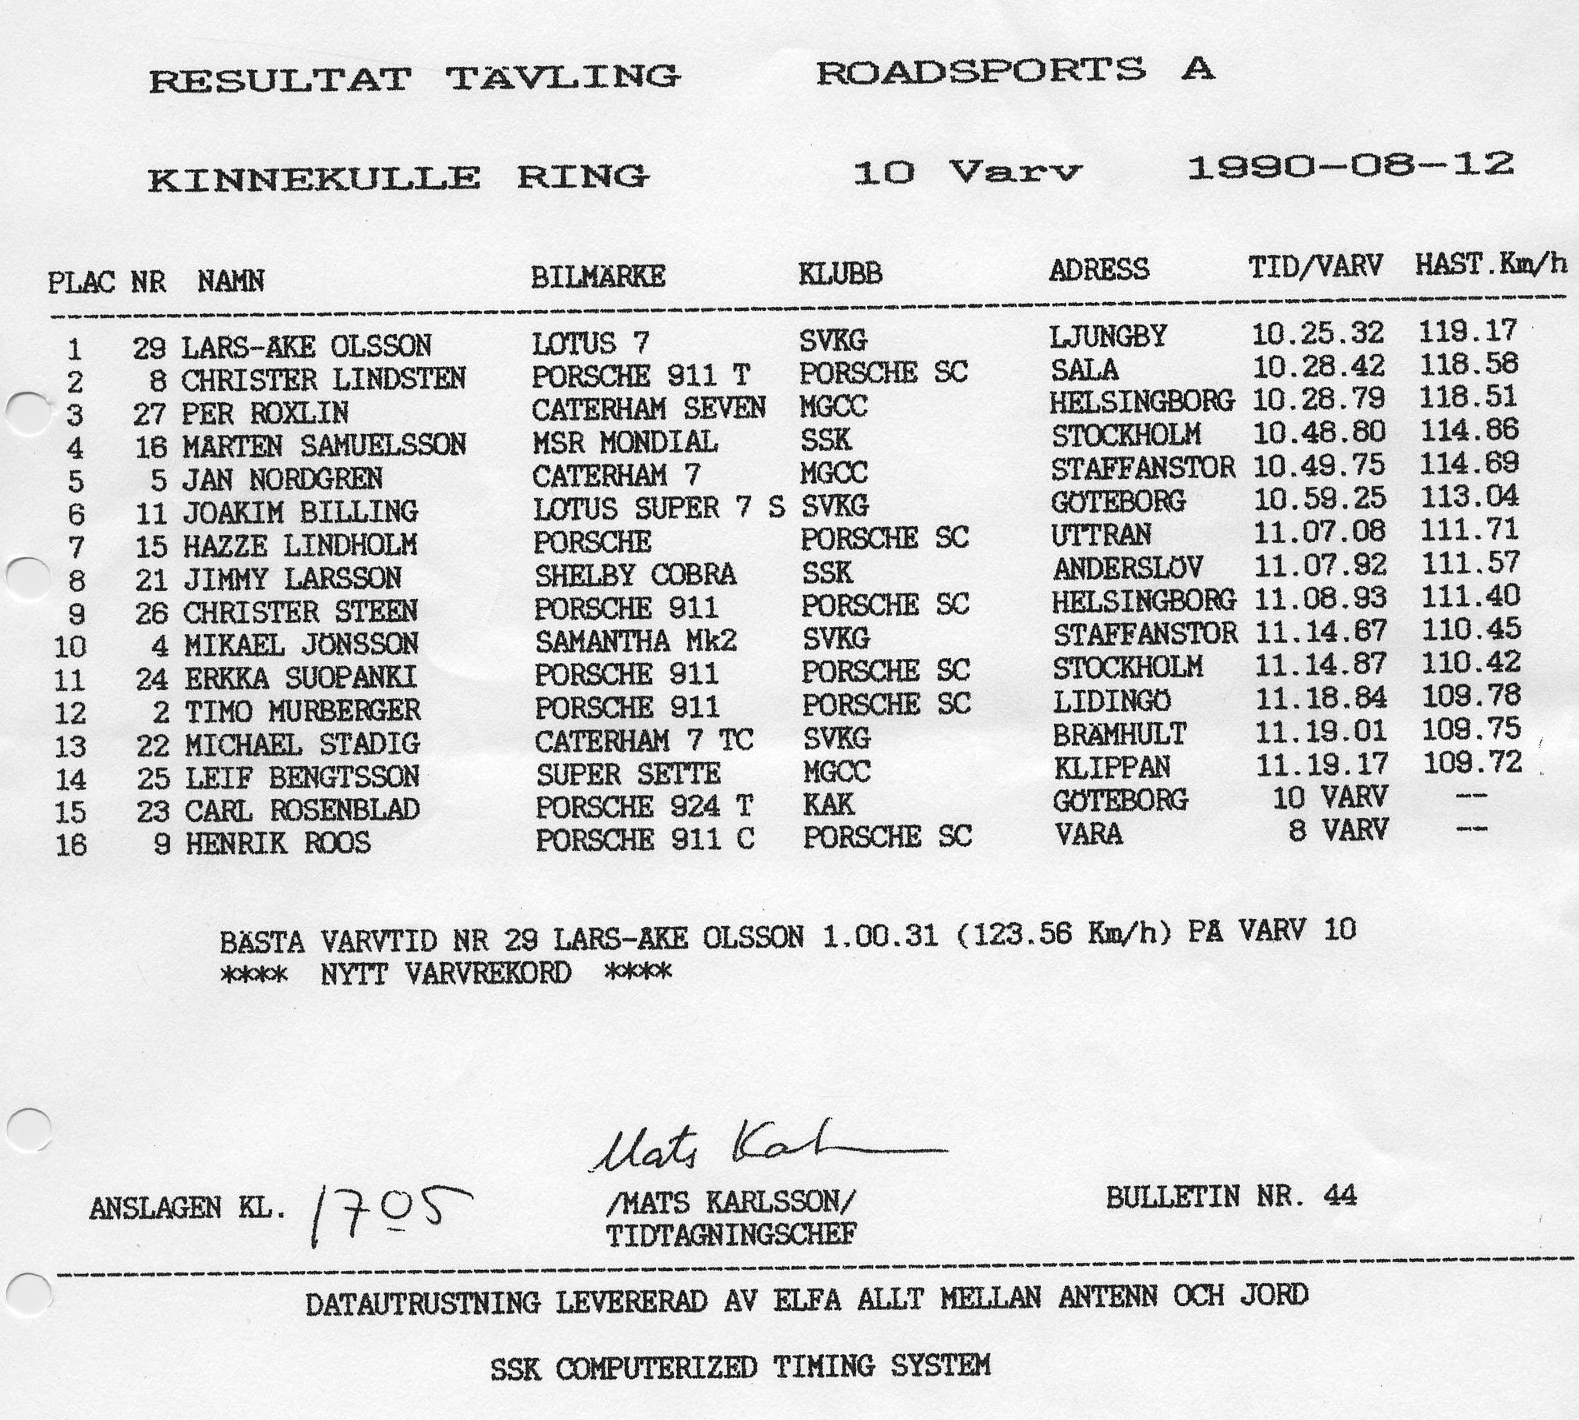 RESULTAT TÄVLING ROADSPORTS A
KINNEKULLE RING 10 Varv 1990-08-12
PLAC NR NAMN BILMÄRKE KLUBB ADRESS TID/VARV HAST.Km/h
1 29 LARS-ÅKE OLSSON LOTUS 7 SVKG LJUNGBY 10.25.32 119.17
2 8 CHRISTER LINDSTEN PORSCHE 911 T PORSCHE SC SALA 10.28.42 118.58
3 27 PER ROXLIN CATERHAM SEVEN MGCC HELSINGBORG 10.28.79 118.51
4 16 MÅRTEN SAMUELSSON MSR MONDIAL SSK STOCKHOLM 10.48.80 114.86
5 5 JAN NORDGREN CATERHAM 7 MGCC STAFFANSTOR 10.49.75 114.69
6 11 JOAKIM BILLING LOTUS SUPER 7 S SVKG GÖTEBORG 10.59.25 113.04
7 15 HAZZE LINDHOLM PORSCHE PORSCHE SC UTTRAN 11.07.08 111.71
8 21 JIMMY LARSSON SHELBY COBRA SSK ANDERSLÖV 11.07.92 111.57
9 26 CHRISTER STEEN PORSCHE 911 PORSCHE SC HELSINGBORG 11.08.93 111.40
10 4 MIKAEL JÖNSSON SAMANTHA Mk2 SVKG STAFFANSTOR 11.14.67 110.45
11 24 ERKKA SUOPANKI PORSCHE 911 PORSCHE SC STOCKHOLM 11.14.87 110.42
12 2 TIMO MURBERGER PORSCHE 911 PORSCHE SC LIDINGÖ 11.18.84 109.78
13 22 MICHAEL STADIG CATERHAM 7 TC SVKG BRÄMHULT 11.19.01 109.75
14 25 LEIF BENGTSSON SUPER SETTE MGCC KLIPPAN 11.19.17 109.72
15 23 CARL ROSENBLAD PORSCHE 924 T KAK GÖTEBORG 10 VARV --
16 9 HENRIK ROOS PORSCHE 911 C PORSCHE SC VARA 8 VARV --
BÄSTA VARVTID NR 29 LARS-ÅKE OLSSON 1.00.31 (123.56 Km/h) PÅ VARV 10
**** NYTT VARVREKORD ****
Mats Ka
ANSLAGEN KL. 1705 /MATS KARLSSON/ BULLETIN NR. 44
TIDTAGNINGSCHEF
DATAUTRUSTNING LEVERERAD AV ELFA ALLT MELLAN ANTENN OCH JORD
SSK COMPUTERIZED TIMING SYSTEM